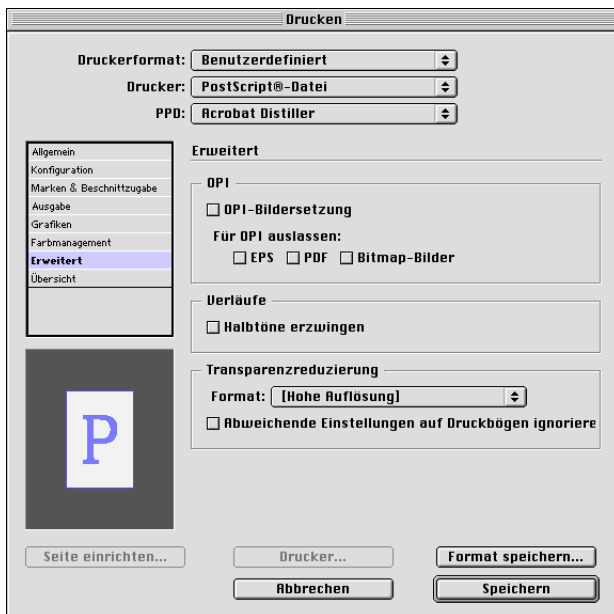 Drucken
Druckerformat: Benutzerdefiniert
Drucker: PostScript®-Datei
PPD: Acrobat Distiller
Allgemein
Konfiguration
Marken & Beschnittzugabe
Ausgabe
Grafiken
Farbmanagement
Erweitert
Übersicht
Erweitert
OPI
OPI-Bildersetzung
Für OPI auslassen:
EPS PDF Bitmap-Bilder
Verläufe
Halbtöne erzwingen
Transparenzreduzierung
Format: [Hohe Auflösung]
Abweichende Einstellungen auf Druckbögen ignoriere
P
Seite einrichten... Drucker... Format speichern...
Abbrechen Speichern